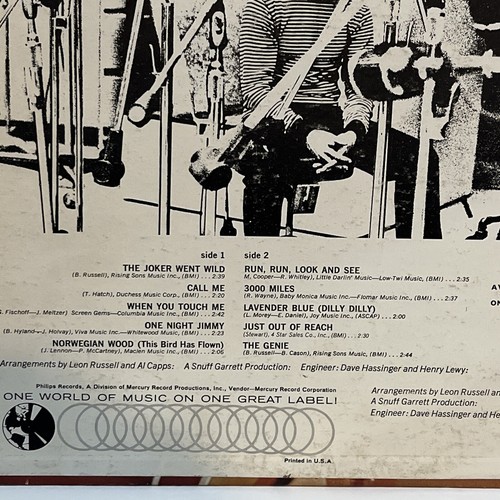 side 1
THE JOKER WENT WILD
(B. Russell), Rising Sons Music Inc., (BMI) . . . 2:39
CALL ME
(T. Hatch), Duchess Music Corp., (BMI) . . . 2:20
WHEN YOU TOUCH ME
Fischoff—J. Meltzer) Screen Gems—Columbia Music Inc., (BMI) . . . 2:42
ONE NIGHT JIMMY
(B. Hyland—J. Holvay), Viva Music Inc.—Whitewood Music, (BMI) . . . 2:23
NORWEGIAN WOOD (This Bird Has Flown)
(J. Lennon—P. McCartney), Maclen Music Inc., (BMI) . . . 2:06
side 2
RUN, RUN, LOOK AND SEE
M. Cooper—R. Whitley), Little Darlin' Music—Low-Twi Music, (BMI) . . . 2:35
3000 MILES
(R. Wayne), Baby Monica Music Inc.—Flomar Music Inc., (BMI) . . . 2:37
LAVENDER BLUE (DILLY DILLY)
(L. Morey—E. Daniel), Joy Music, (ASCAP) . . . 2:00
JUST OUT OF REACH
(Stewart), 4 Star Sales Co., Inc., (BMI) . . . 2:30
THE GENIE
(B. Russell—B. Cason), Rising Sons Music, (BMI) . . . 2:44
Arrangements by Leon Russell and Al Capps: A Snuff Garrett Production: Engineer: Dave Hassinger and Henry Lewy:
Philips Records, A Division of Mercury Record Productions, Inc., Vendor—Mercury Record Corporation
ONE WORLD OF MUSIC ON ONE GREAT LABEL!
Printed in U.S.A.
AV
ON
Arrangements by Leon Russell an
A Snuff Garrett Production:
Engineer: Dave Hassinger and He